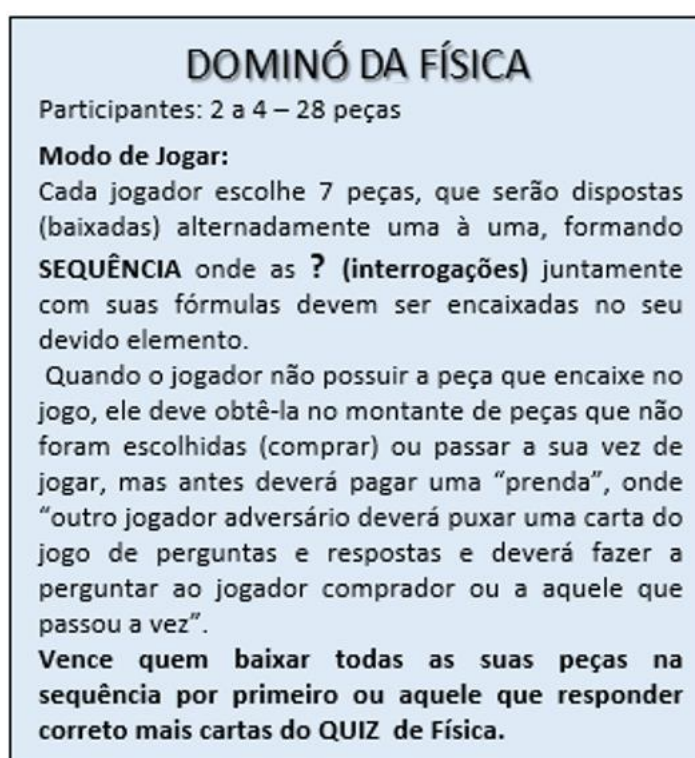 DOMINÓ DA FÍSICA
Participantes: 2 a 4 – 28 peças
Modo de Jogar:
Cada jogador escolhe 7 peças, que serão dispostas
(baixadas) alternadamente uma à uma, formando
SEQUÊNCIA onde as ? (interrogações) juntamente
com suas fórmulas devem ser encaixadas no seu
devido elemento.
Quando o jogador não possuir a peça que encaixe no
jogo, ele deve obtê-la no montante de peças que não
foram escolhidas (comprar) ou passar a sua vez de
jogar, mas antes deverá pagar uma “prenda”, onde
“outro jogador adversário deverá puxar uma carta do
jogo de perguntas e respostas e deverá fazer a
perguntar ao jogador comprador ou a aquele que
passou a vez”.
Vence quem baixar todas as suas peças na
sequência por primeiro ou aquele que responder
correto mais cartas do QUIZ de Física.